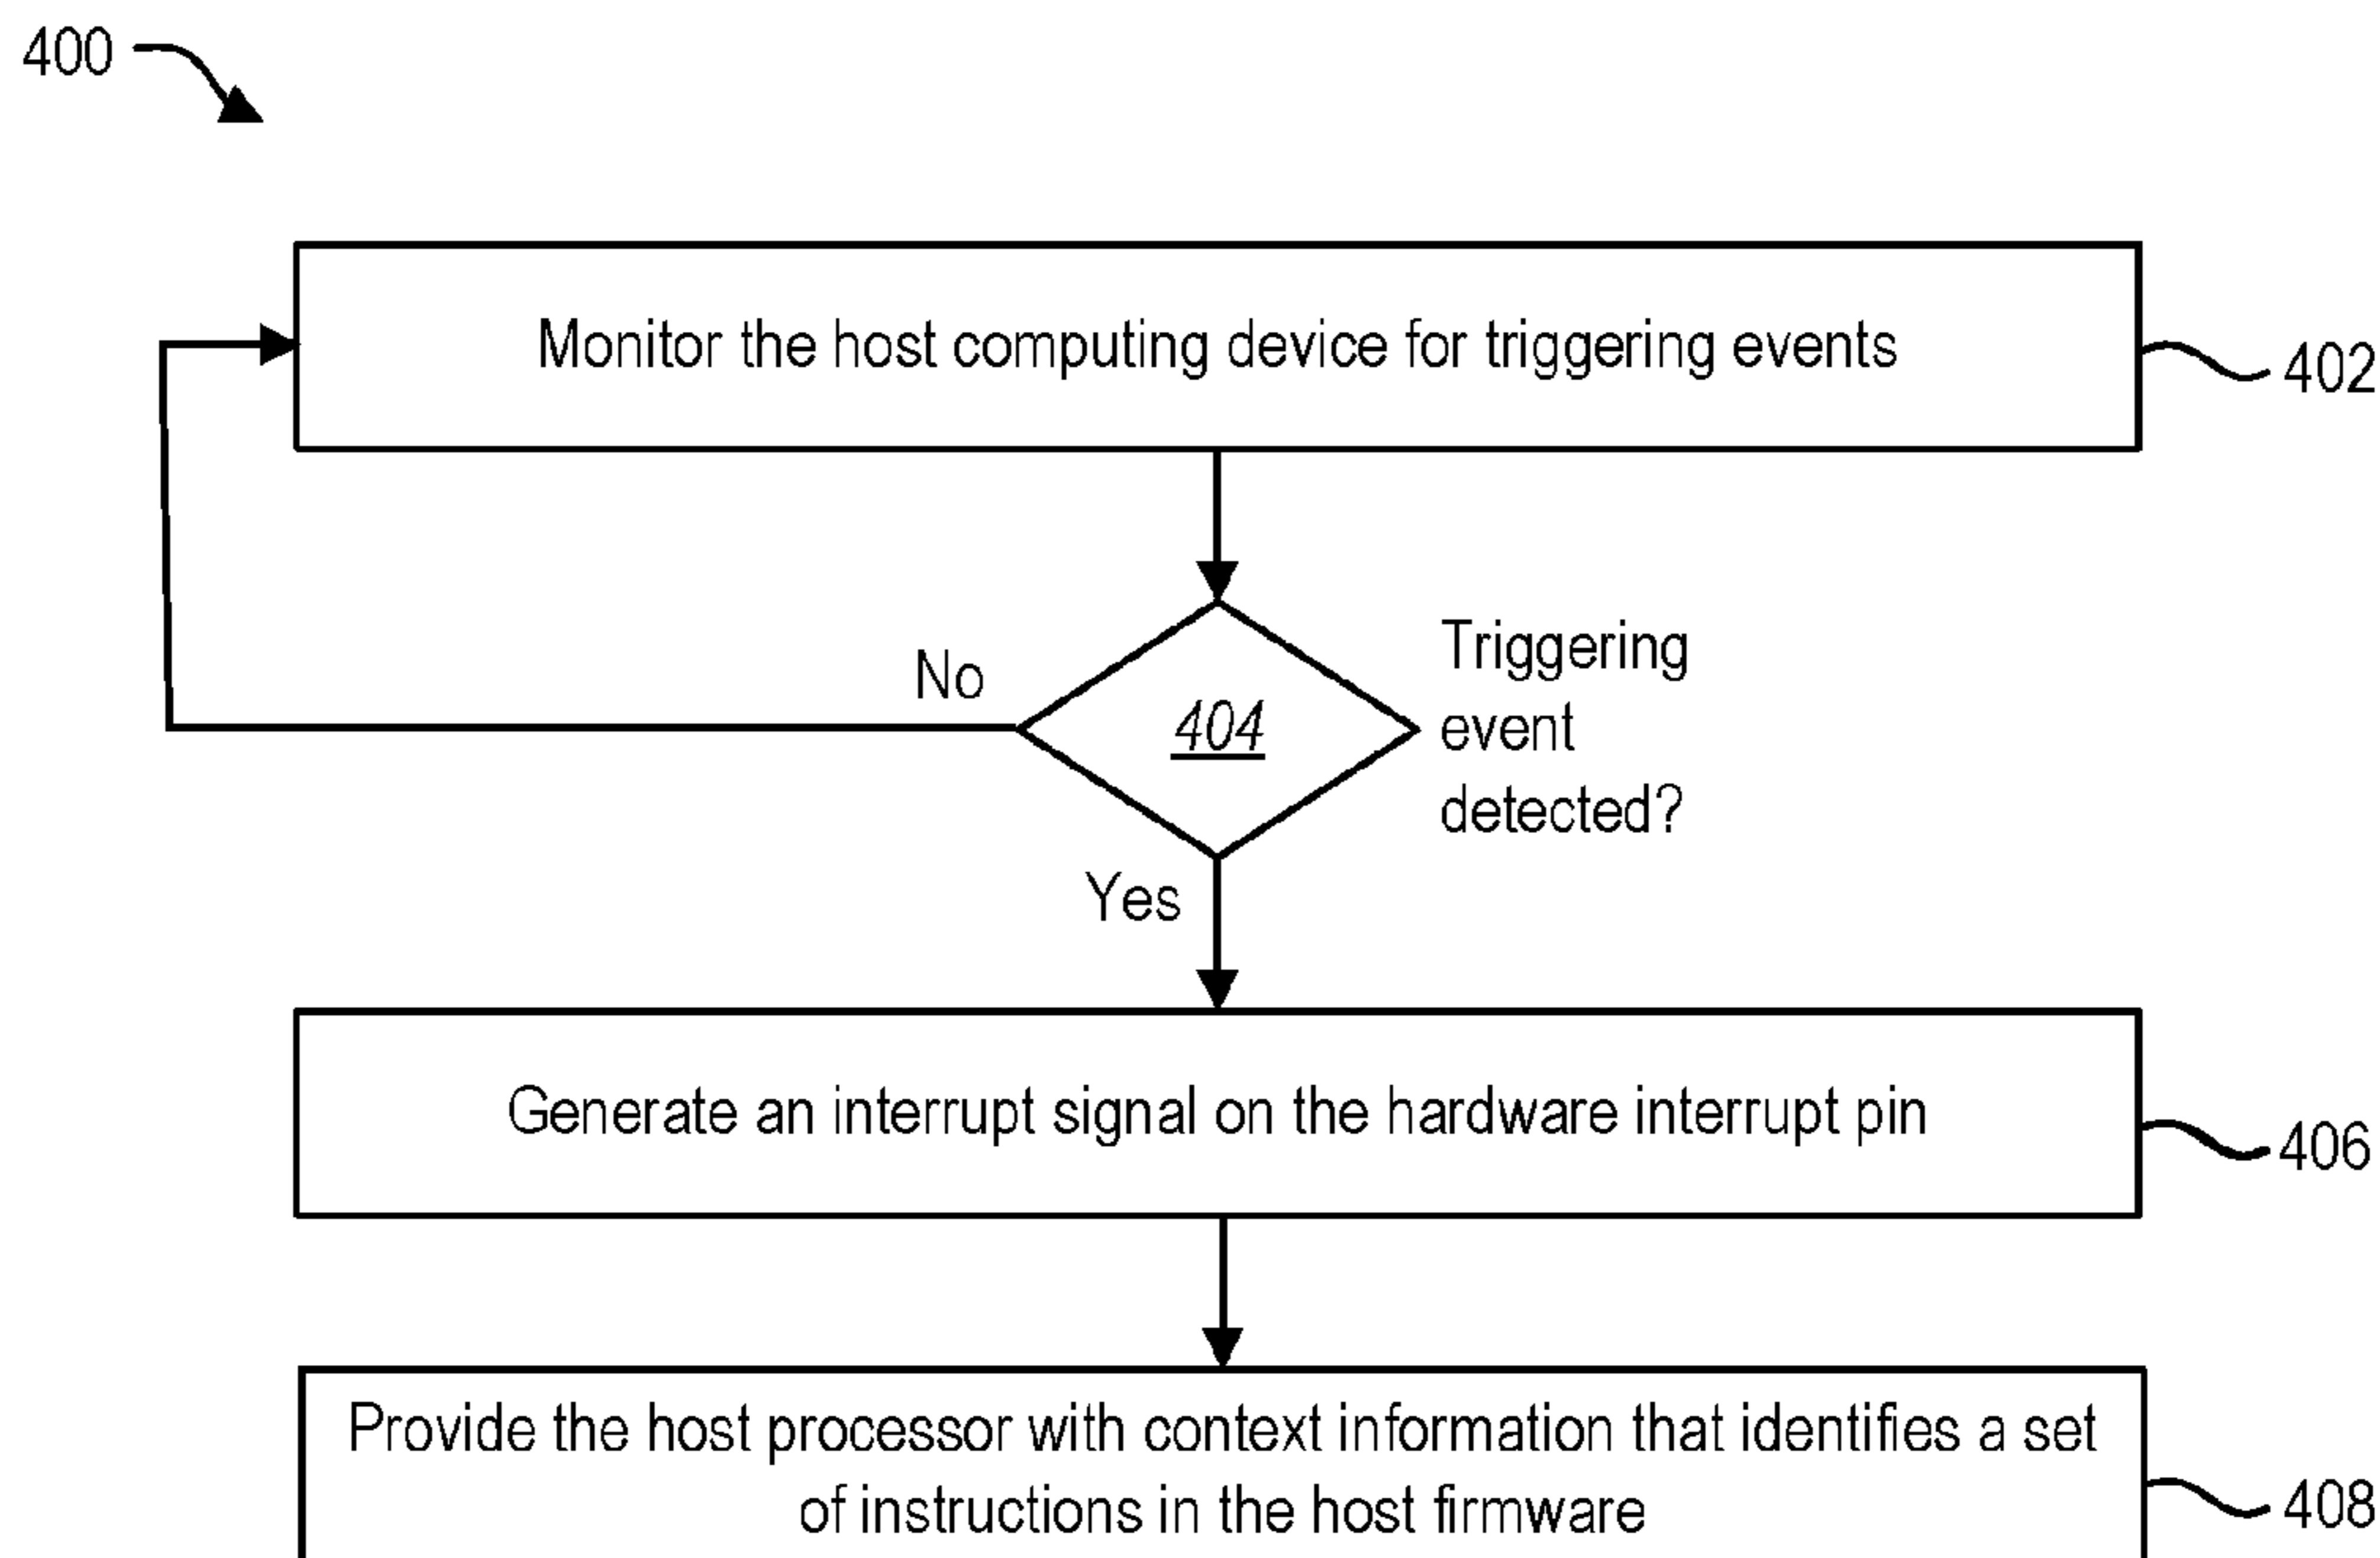 400
Monitor the host computing device for triggering events
402
No
404
Triggering
event
detected?
Yes
Generate an interrupt signal on the hardware interrupt pin
406
Provide the host processor with context information that identifies a set
of instructions in the host firmware
408